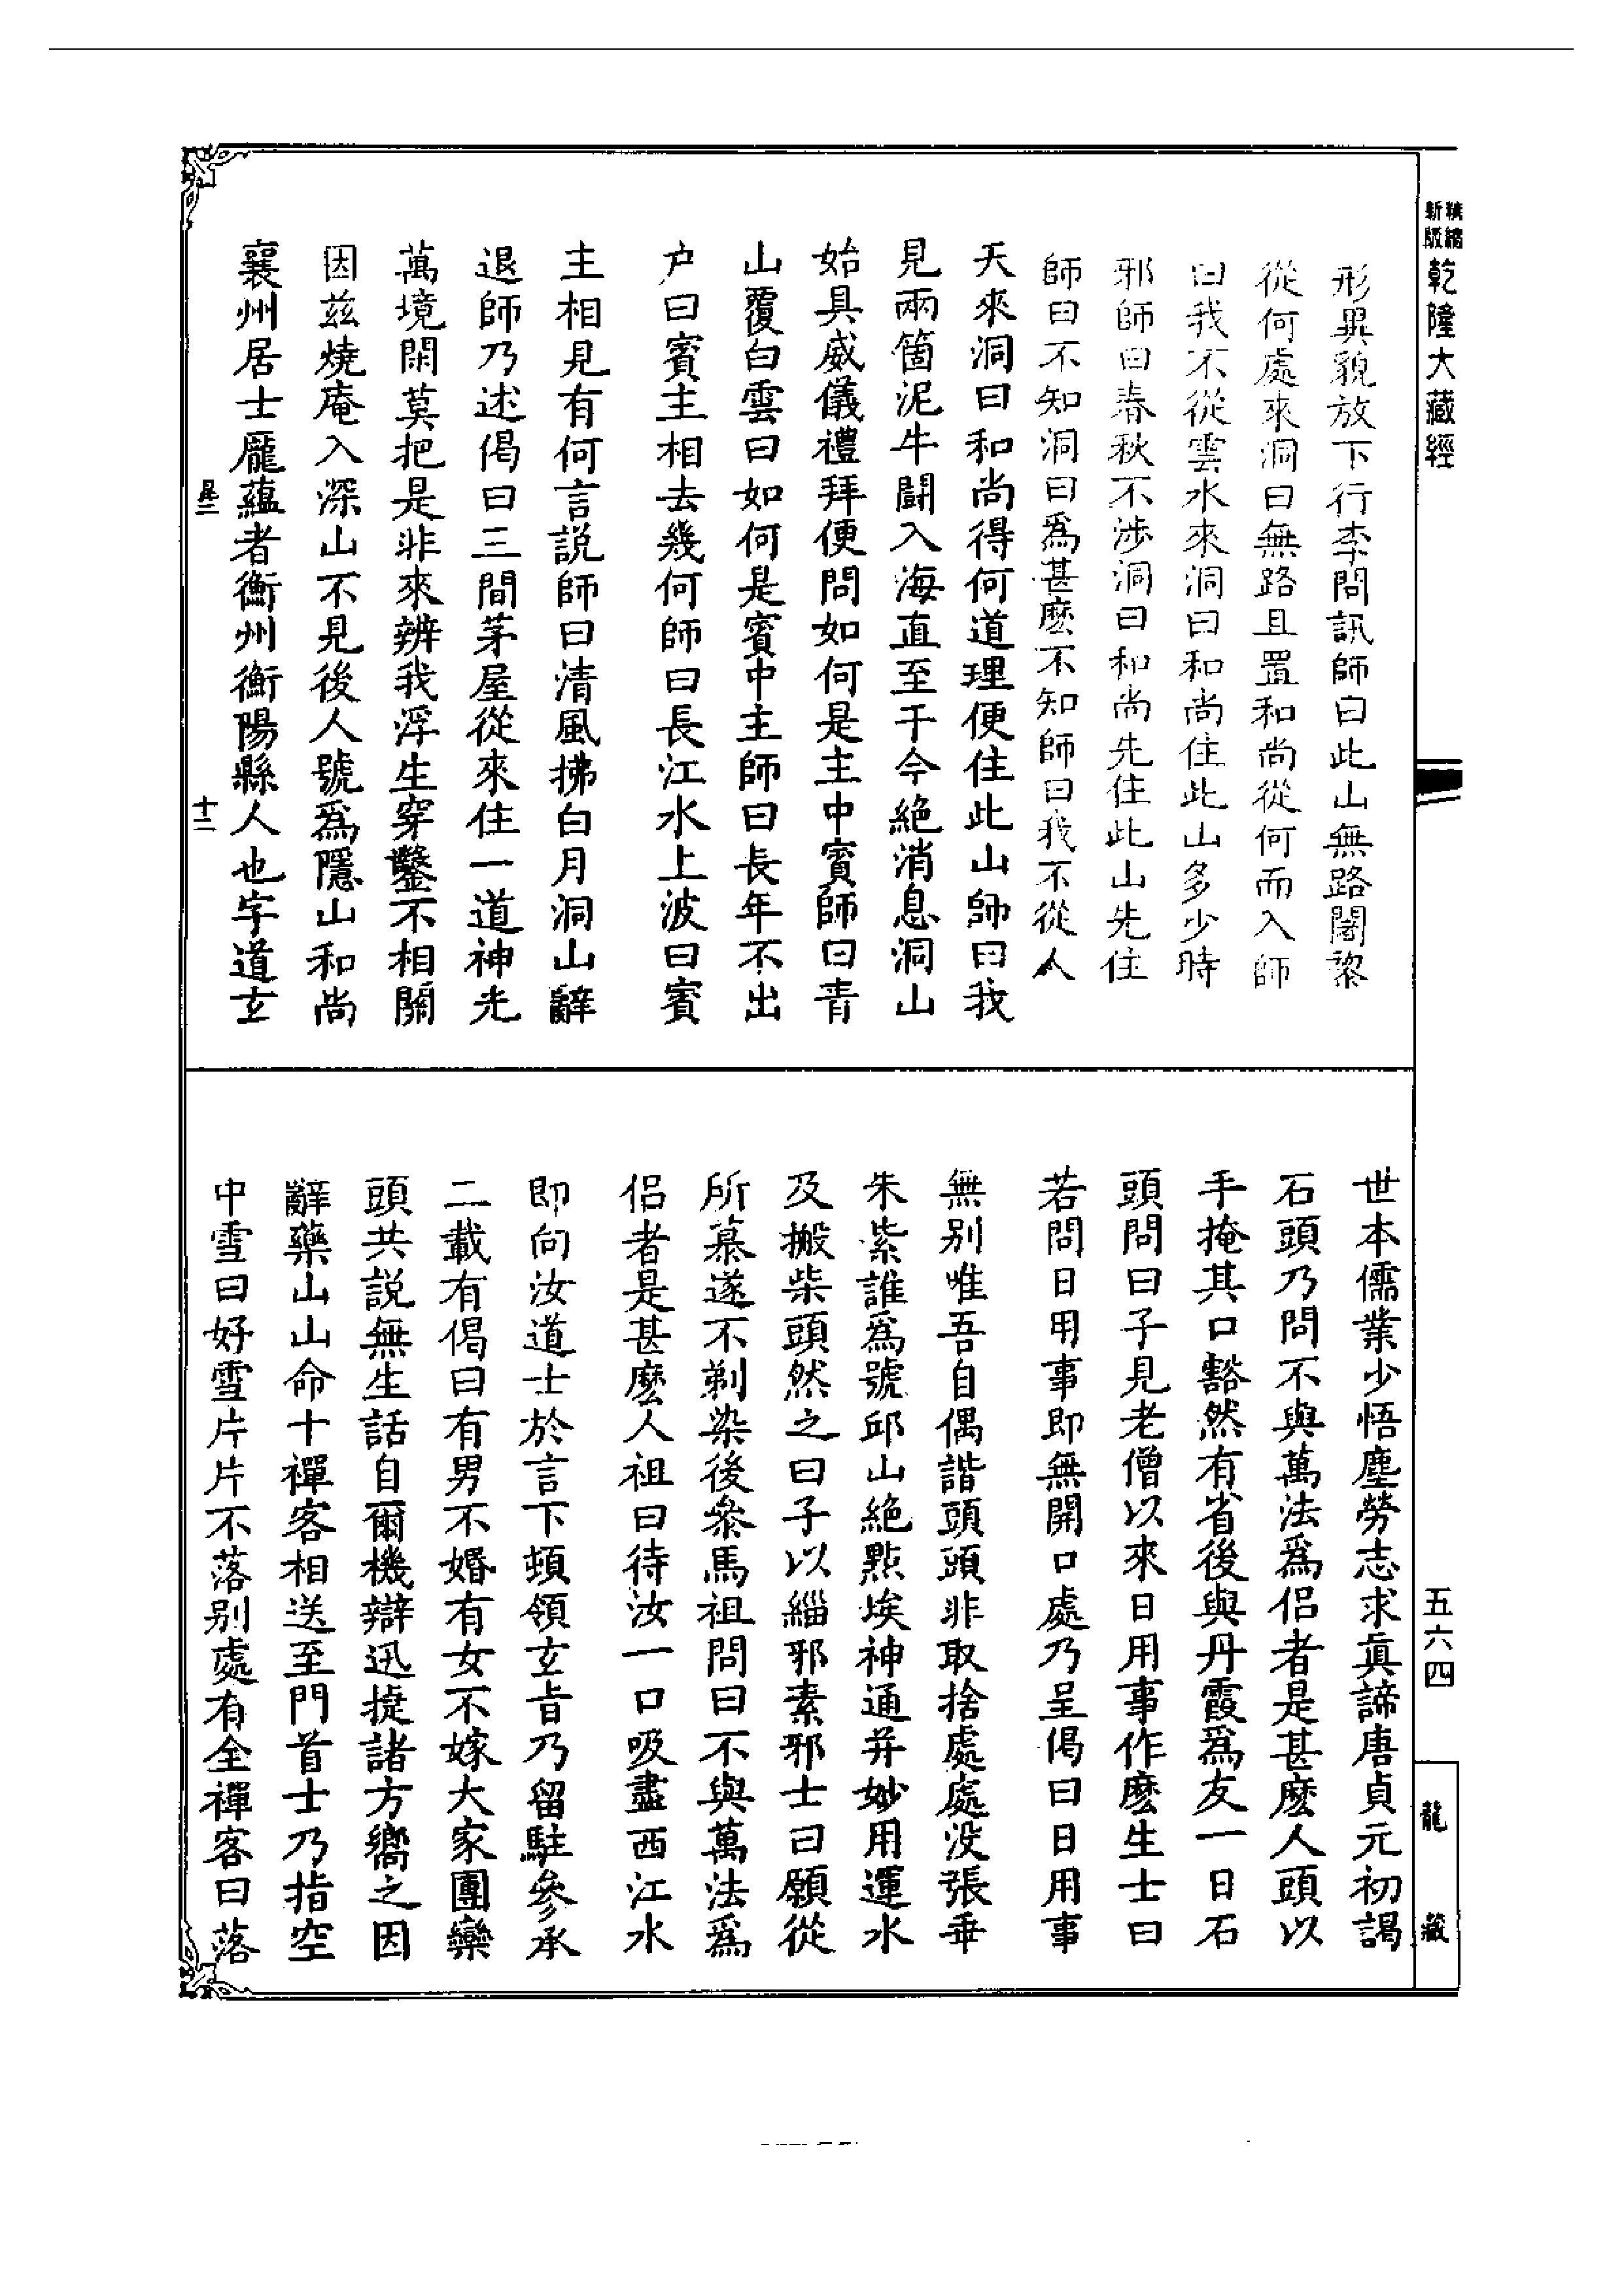 精縮新版乾隆大藏經
形異貌放下行李問訊師曰此山無路闍黎
從何處來洞曰無路且置和尚從何而入師
曰我不從雲水來洞曰和尚住此山多少時
邪師曰春秋不涉洞曰和尚先住此山先住
師曰不知洞曰爲甚麽不知師曰我不從人
天來洞曰和尚得何道理便住此山師曰我
見兩箇泥牛鬪入海直至于今絶消息洞山
始具威儀禮拜便問如何是主中賓師曰青
山覆白雲曰如何是賓中主師曰長年不出
户曰賓主相去幾何師曰長江水上波曰賓
主相見有何言説師曰清風拂白月洞山辭
退師乃述偈曰三間茅屋從來住一道神光
萬境閑莫把是非來辨我浮生穿鑿不相關
因兹燒庵入深山不見後人號爲隱山和尚
襄州居士龐藴者衡州衡陽縣人也字道玄
星二
十二
世本儒業少悟塵勞志求眞諦唐貞元初謁
石頭乃問不與萬法爲侣者是甚麽人頭以
手掩其口豁然有省後與丹霞爲友一日石
頭問曰子見老僧以來日用事作麽生士曰
若問日用事即無開口處乃呈偈曰日用事
無别唯吾自偶諧頭頭非取捨處處没張乖
朱紫誰爲號邱山絶點埃神通并妙用運水
及搬柴頭然之曰子以緇邪素邪士曰願從
所慕遂不剃染後叅馬祖問曰不與萬法爲
侣者是甚麽人祖曰待汝一口吸盡西江水
即向汝道士於言下頓領玄旨乃留駐參承
二載有偈曰有男不婚有女不嫁大家團欒
頭共説無生話自爾機辯迅捷諸方嚮之因
辭藥山山命十禪客相送至門首士乃指空
中雪曰好雪片片不落别處有全禪客曰落
五六四
龍藏